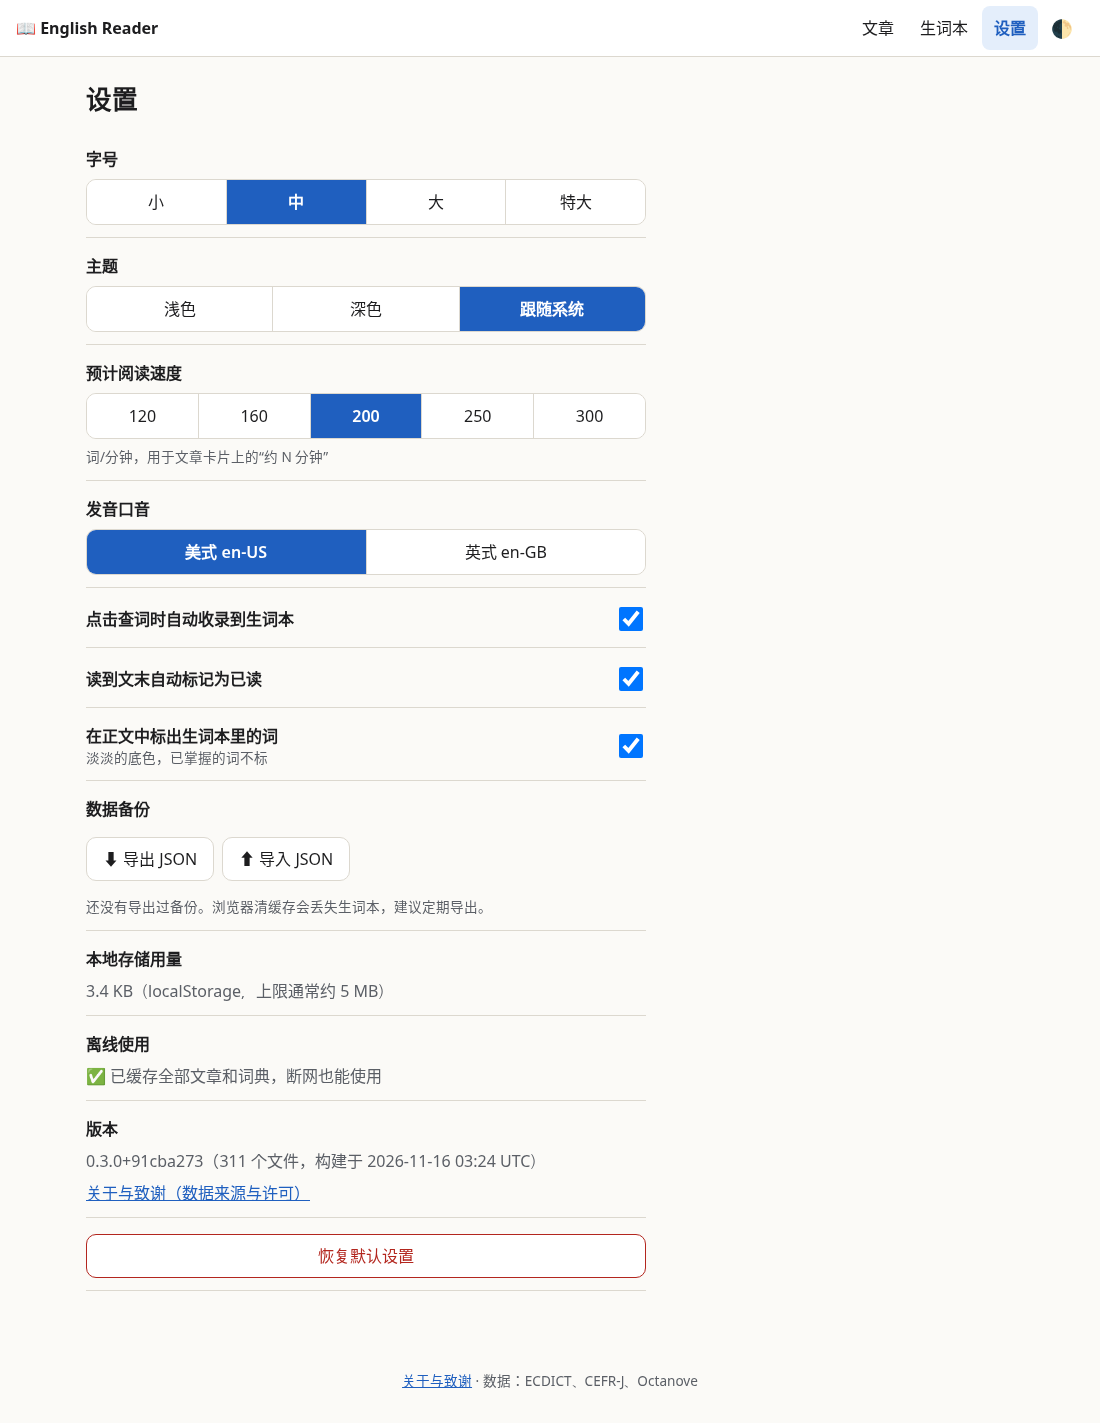 📖 English Reader
文章 生词本 设置 🌓
设置
字号
小 中 大 特大
主题
浅色 深色 跟随系统
预计阅读速度
120 160 200 250 300
词/分钟，用于文章卡片上的“约 N 分钟”
发音口音
美式 en-US 英式 en-GB
点击查词时自动收录到生词本
读到文末自动标记为已读
在正文中标出生词本里的词
淡淡的底色，已掌握的词不标
数据备份
⬇ 导出 JSON ⬆ 导入 JSON
还没有导出过备份。浏览器清缓存会丢失生词本，建议定期导出。
本地存储用量
3.4 KB（localStorage，上限通常约 5 MB）
离线使用
✅ 已缓存全部文章和词典，断网也能使用
版本
0.3.0+91cba273（311 个文件，构建于 2026-11-16 03:24 UTC）
关于与致谢（数据来源与许可）
恢复默认设置
关于与致谢 · 数据：ECDICT、CEFR-J、Octanove